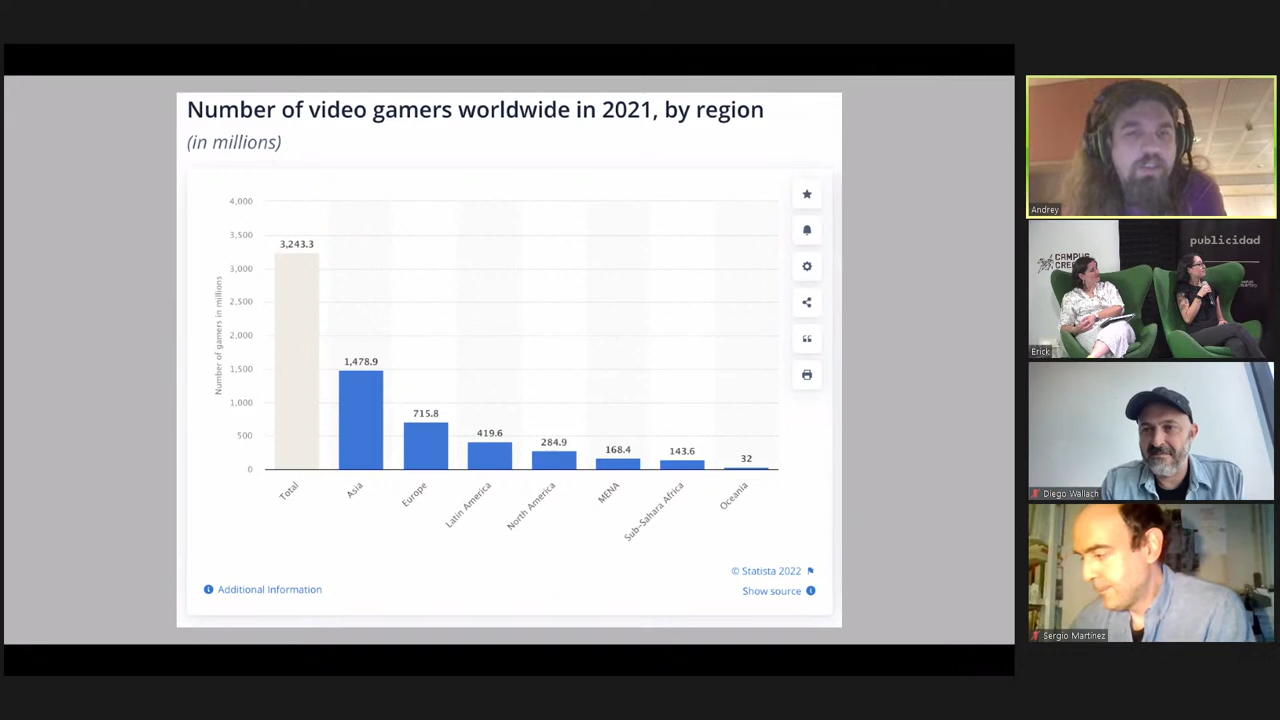 Number of video gamers worldwide in 2021, by region
(in millions)
Number of gamers in millions
4,000
3,500
3,000
2,500
2,000
1,500
1,000
500
0
3,243.3
1,478.9
715.8
419.6
284.9
168.4
143.6
32
Total
Asia
Europe
Latin America
North America
MENA
Sub-Sahara Africa
Oceania
© Statista 2022
Additional Information
Show source
Andrey
publicidad
CAMPUS
Erick
Diego Wallach
Sergio Martínez